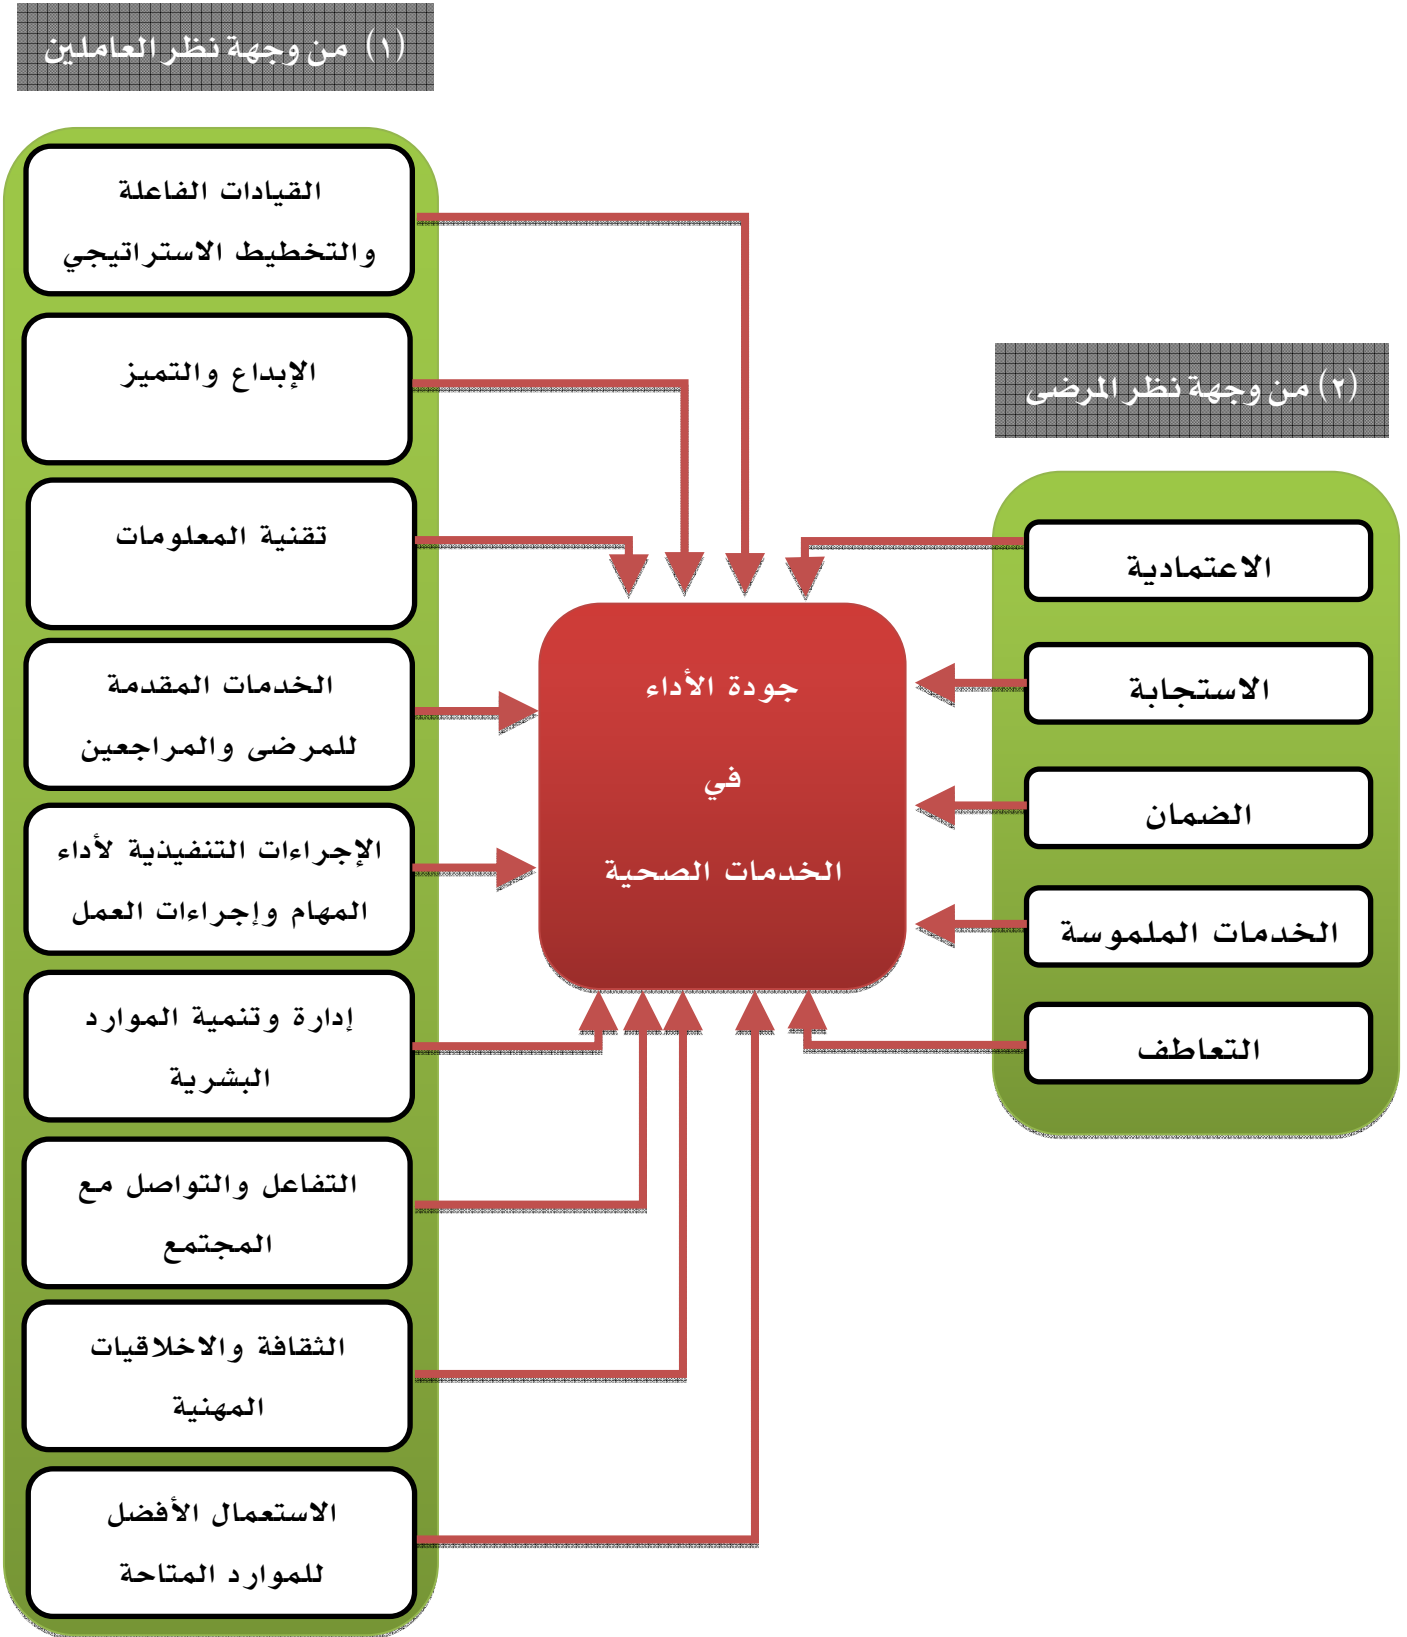 (١) من وجهة نظر العاملين
القيادات الفاعلة
والتخطيط الاستراتيجي
الإبداع والتميز
تقنية المعلومات
الخدمات المقدمة
للمرضى والمراجعين
الإجراءات التنفيذية لأداء
المهام وإجراءات العمل
إدارة وتنمية الموارد
البشرية
التفاعل والتواصل مع
المجتمع
الثقافة والاخلاقيات
المهنية
الاستعمال الأفضل
للموارد المتاحة
جودة الأداء
في
الخدمات الصحية
(٢) من وجهة نظر المرضى
الاعتمادية
الاستجابة
الضمان
الخدمات الملموسة
التعاطف